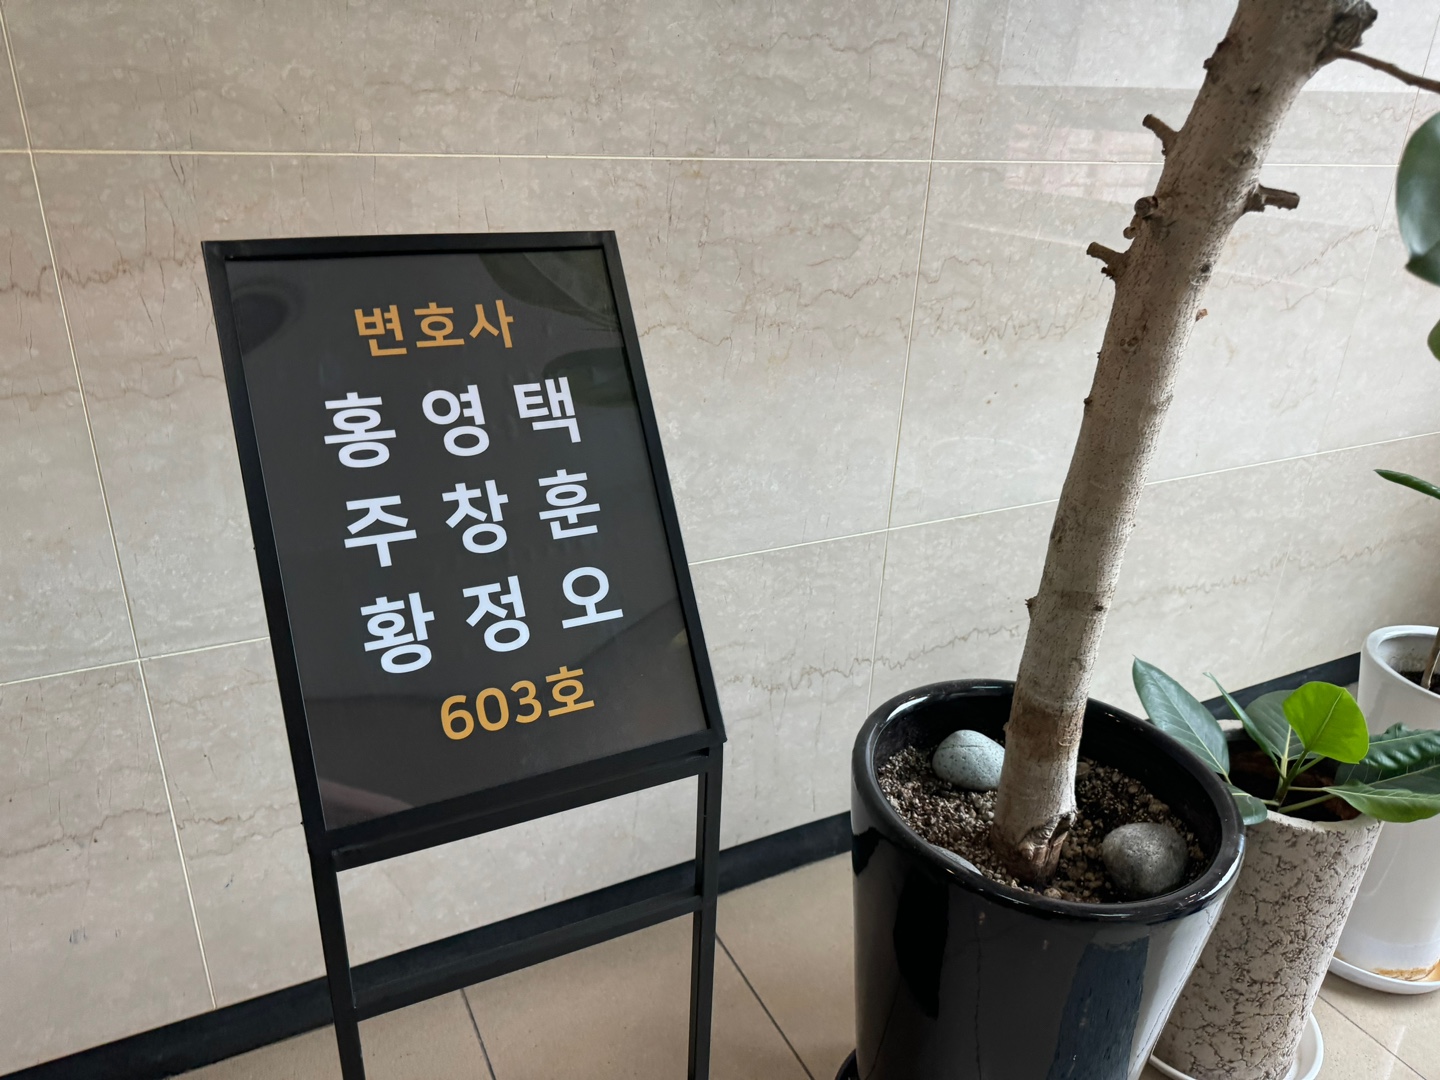 변호사
홍 영 택
주 창 훈
황 정 오
603호